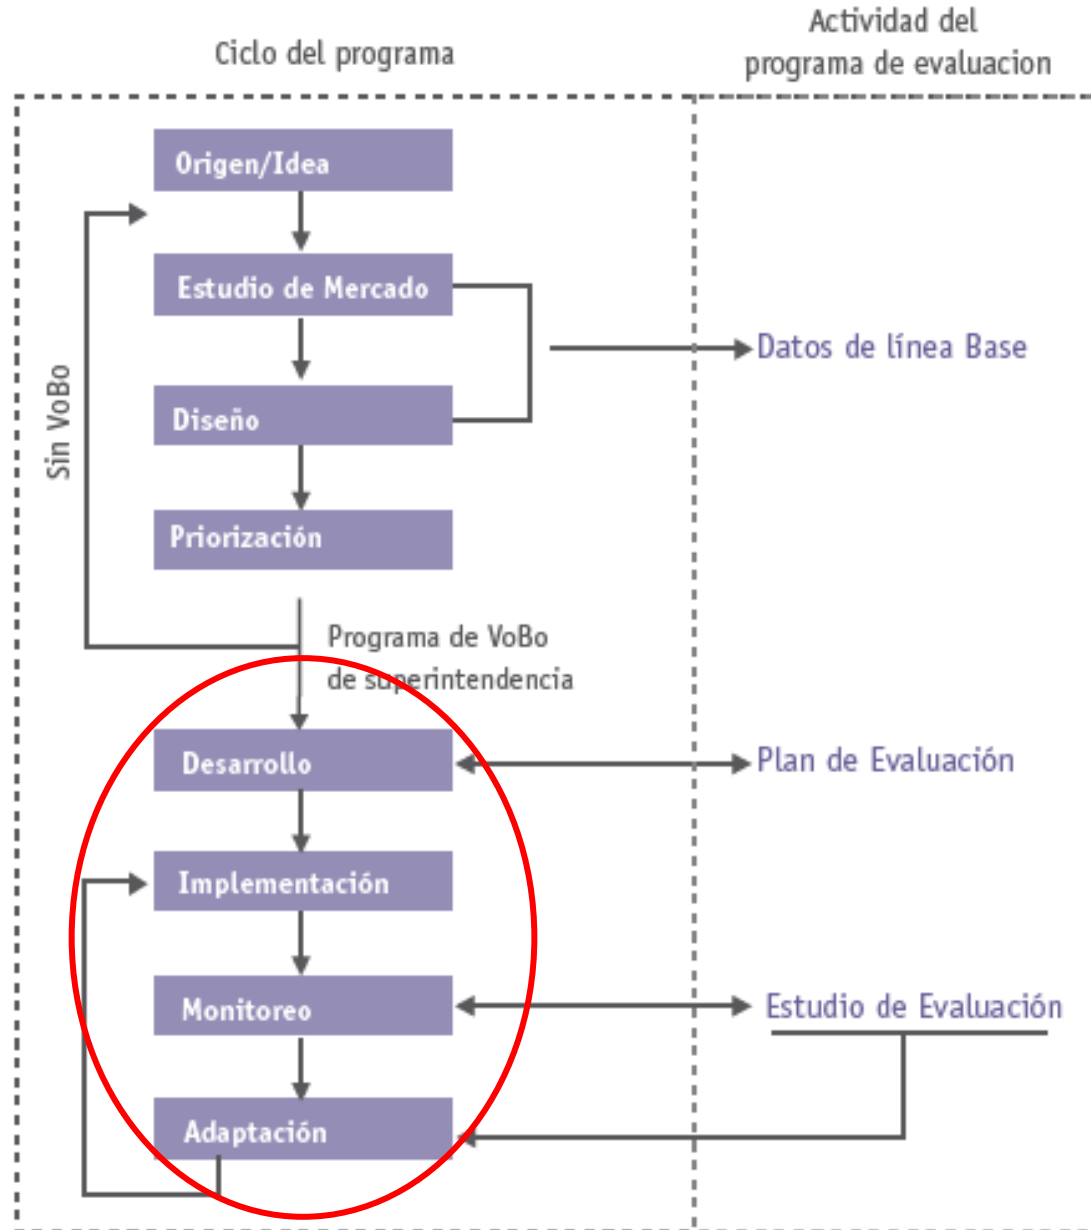 Ciclo del programa
Actividad del
programa de evaluacion
Origen/Idea
Estudio de Mercado
Datos de línea Base
Diseño
Sin VoBo
Priorización
Programa de VoBo
de superintendencia
Desarrollo
Plan de Evaluación
Implementación
Monitoreo
Estudio de Evaluación
Adaptación